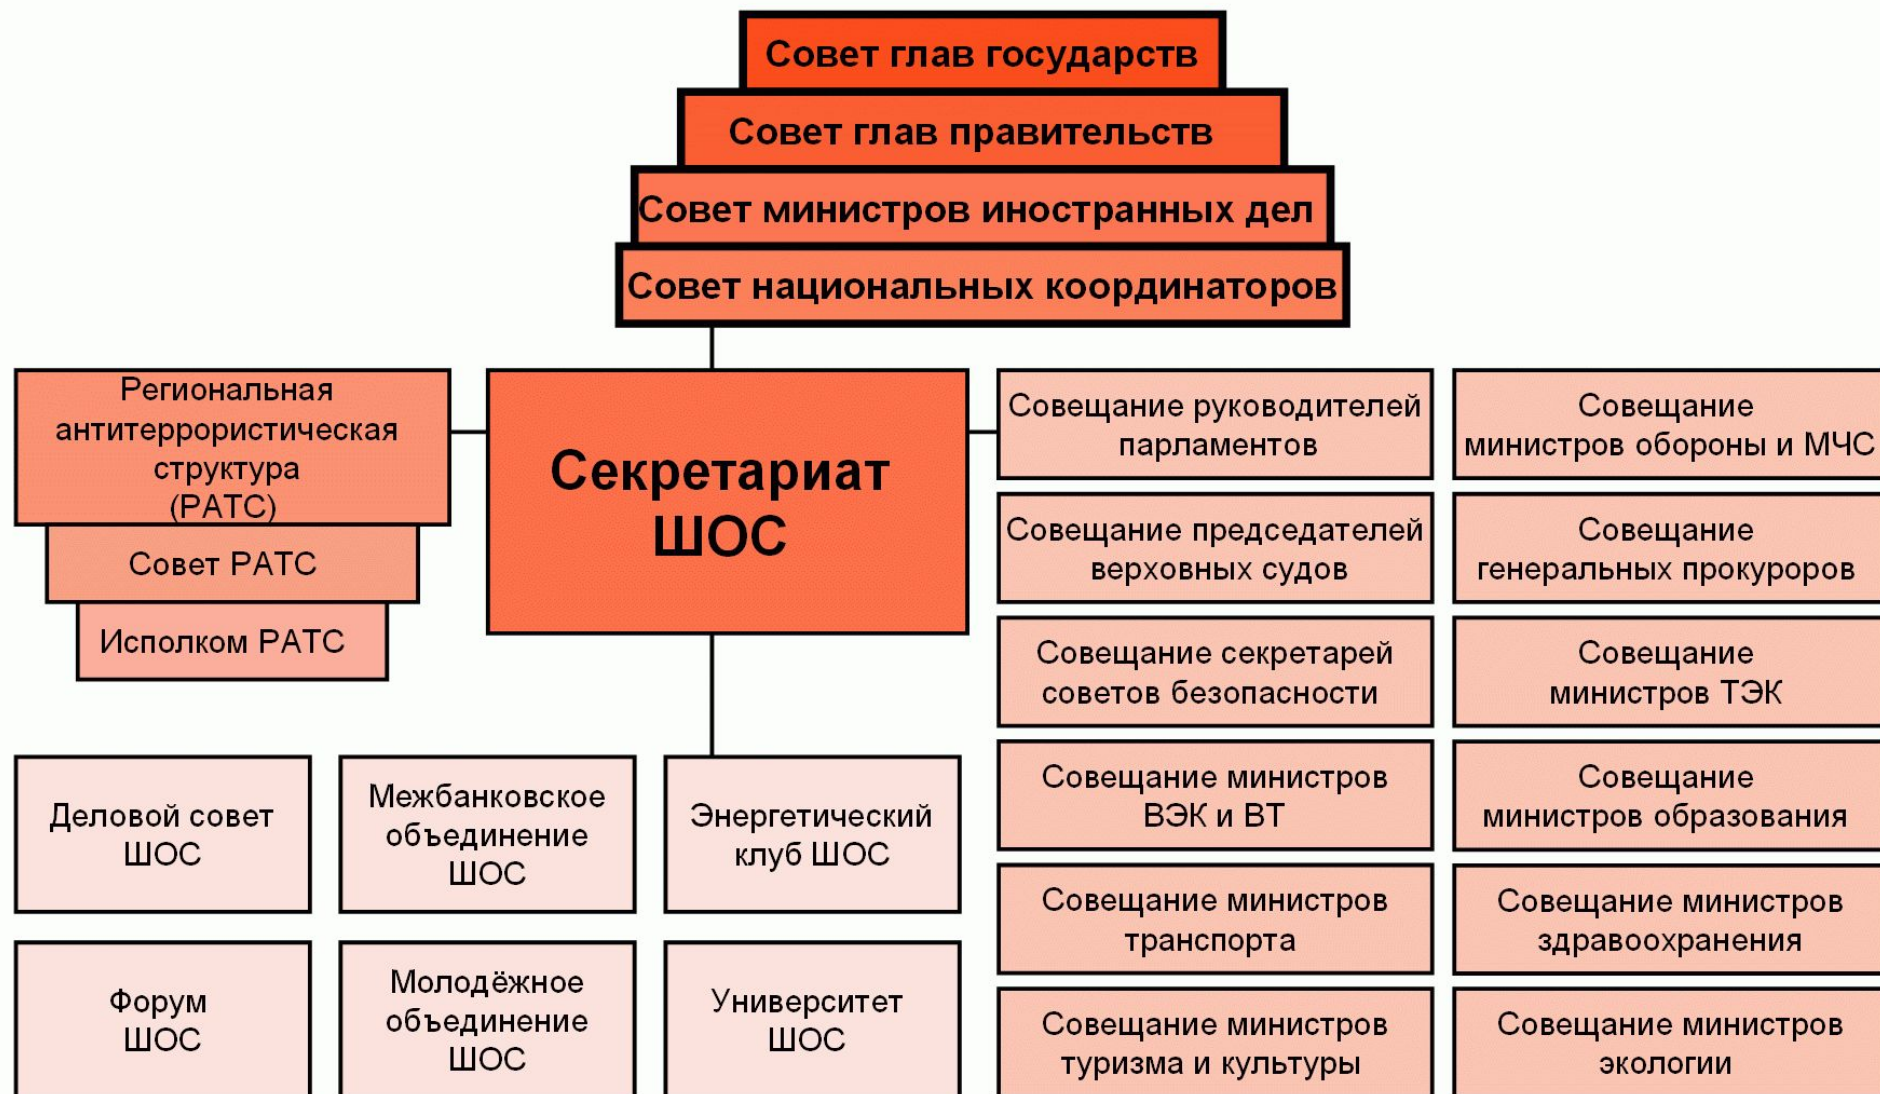 Совет глав государств
Совет глав правительств
Совет министров иностранных дел
Совет национальных координаторов
Региональная
антитеррористическая
структура
(РАТС)
Совет РАТС
Исполком РАТС
Секретариат
ШОС
Совещание руководителей
парламентов
Совещание
министров обороны и МЧС
Совещание председателей
верховных судов
Совещание
генеральных прокуроров
Совещание секретарей
советов безопасности
Совещание
министров ТЭК
Совещание министров
ВЭК и ВТ
Совещание
министров образования
Совещание министров
транспорта
Совещание министров
здравоохранения
Совещание министров
туризма и культуры
Совещание министров
экологии
Деловой совет
ШОС
Межбанковское
объединение
ШОС
Энергетический
клуб ШОС
Форум
ШОС
Молодёжное
объединение
ШОС
Университет
ШОС